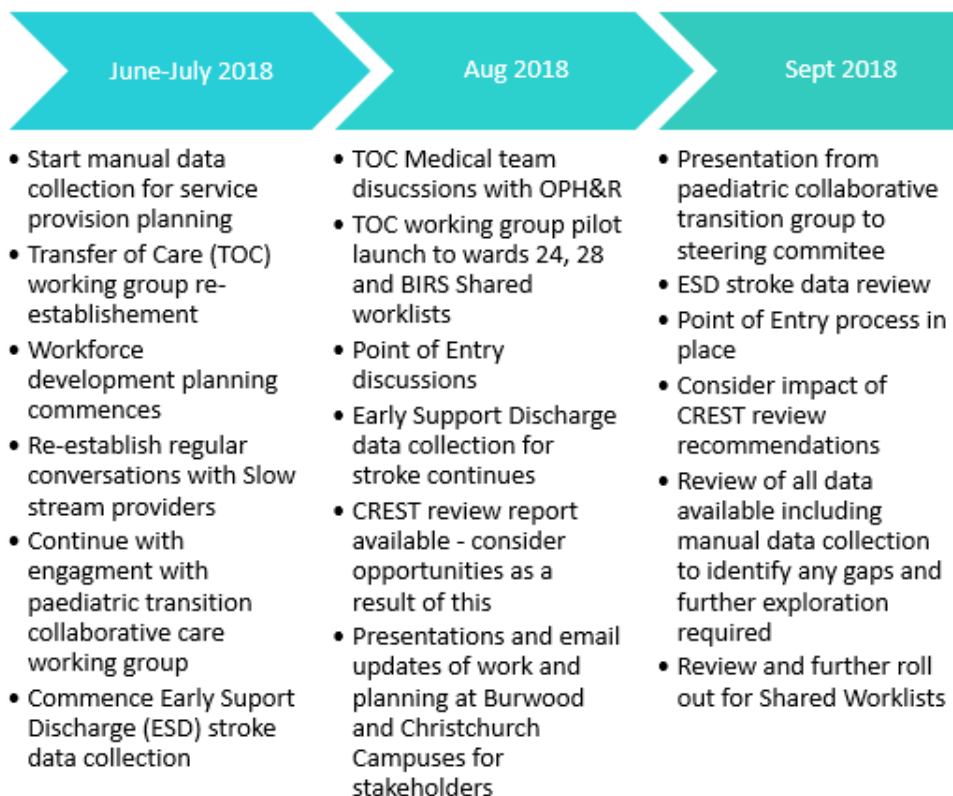 June-July 2018
• Start manual data
collection for service
provision planning
• Transfer of Care (TOC)
working group re-
establishement
• Workforce
development planning
commences
• Re-establish regular
conversations with Slow
stream providers
• Continue with
engagment with
paediatric transition
collaborative care
working group
• Commence Early Suport
Discharge (ESD) stroke
data collection
Aug 2018
• TOC Medical team
disucssions with OPH&R
• TOC working group pilot
launch to wards 24, 28
and BIRS Shared
worklists
• Point of Entry
discussions
• Early Support Discharge
data collection for
stroke continues
• CREST review report
available - consider
opportunities as a
result of this
• Presentations and email
updates of work and
planning at Burwood
and Christchurch
Campuses for
stakeholders
Sept 2018
• Presentation from
paediatric collaborative
transition group to
steering commitee
• ESD stroke data review
• Point of Entry process in
place
• Consider impact of
CREST review
recommendations
• Review of all data
available including
manual data collection
to identify any gaps and
further exploration
required
• Review and further roll
out for Shared Worklists